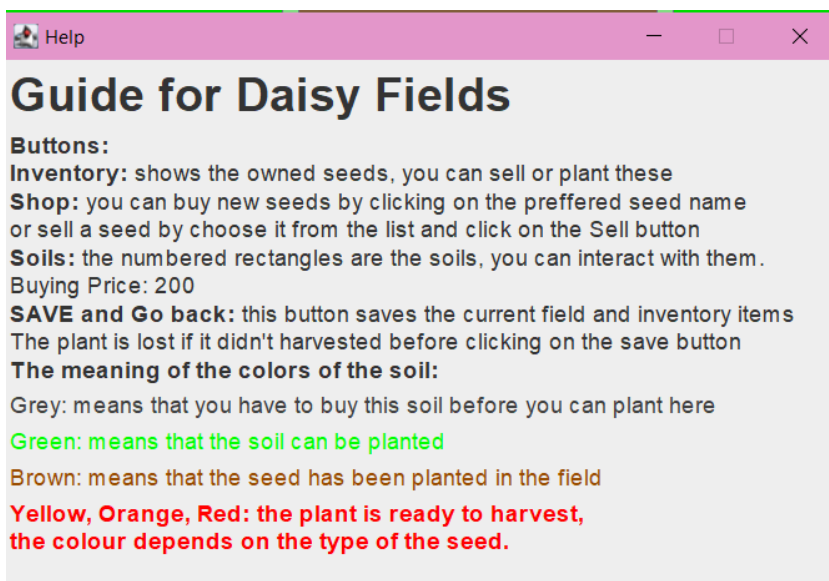 Help
Guide for Daisy Fields
Buttons:
Inventory: shows the owned seeds, you can sell or plant these
Shop: you can buy new seeds by clicking on the preffered seed name
or sell a seed by choose it from the list and click on the Sell button
Soils: the numbered rectangles are the soils, you can interact with them.
Buying Price: 200
SAVE and Go back: this button saves the current field and inventory items
The plant is lost if it didn't harvested before clicking on the save button
The meaning of the colors of the soil:
Grey: means that you have to buy this soil before you can plant here
Green: means that the soil can be planted
Brown: means that the seed has been planted in the field
Yellow, Orange, Red: the plant is ready to harvest,
the colour depends on the type of the seed.